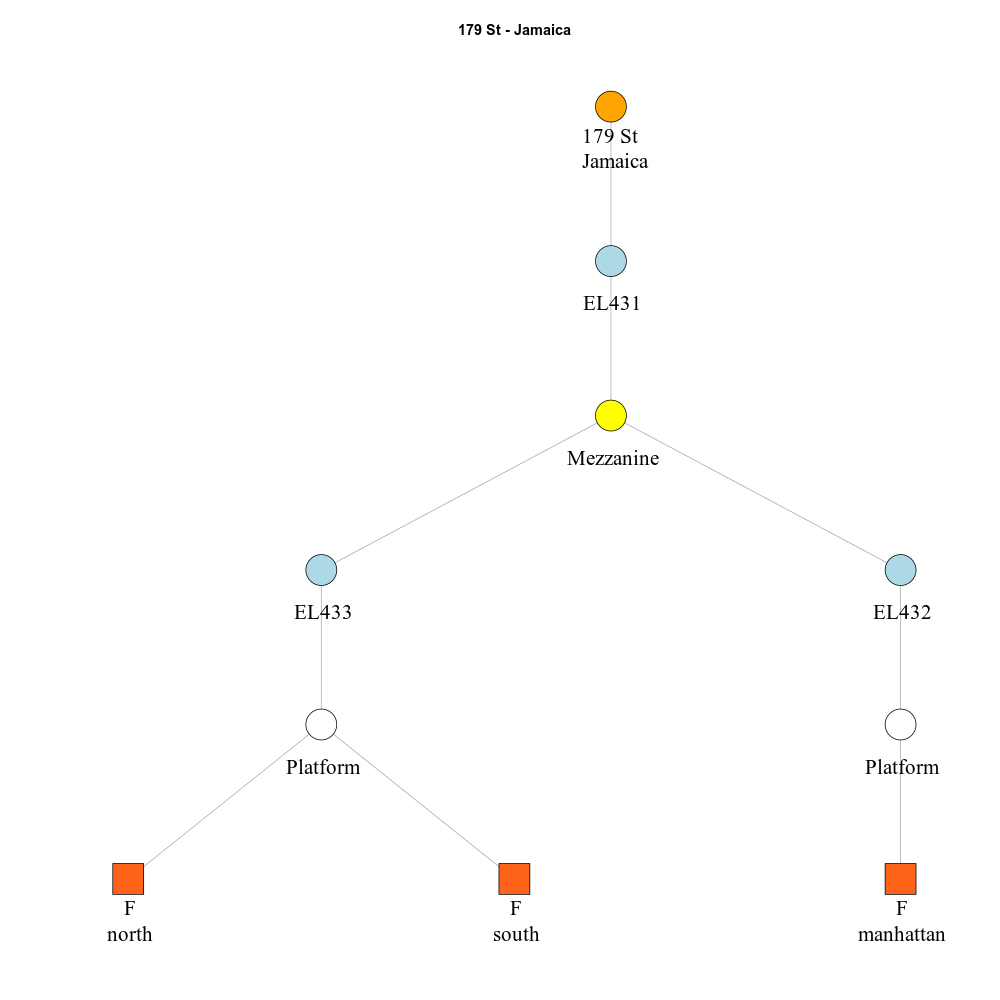 179 St - Jamaica
179 St
Jamaica
EL431
Mezzanine
EL433
EL432
Platform
Platform
F
north
F
south
F
manhattan